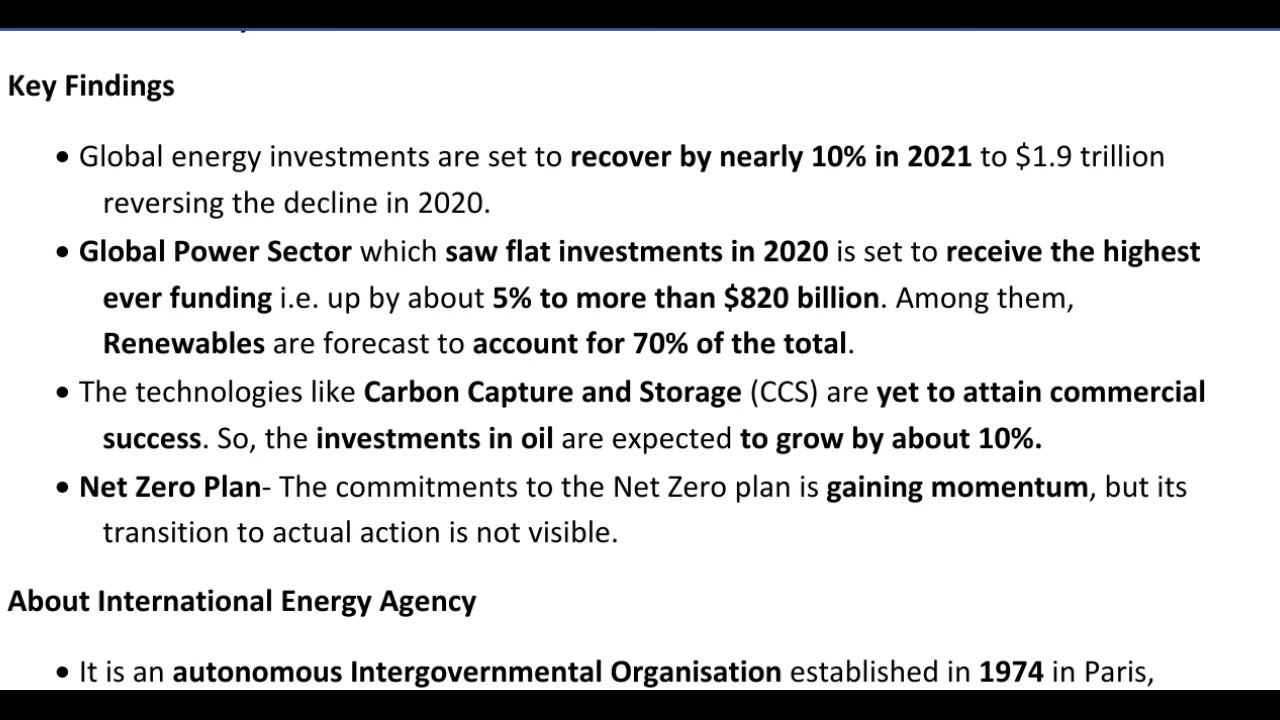 Key Findings
• Global energy investments are set to recover by nearly 10% in 2021 to $1.9 trillion
reversing the decline in 2020.
• Global Power Sector which saw flat investments in 2020 is set to receive the highest
ever funding i.e. up by about 5% to more than $820 billion. Among them,
Renewables are forecast to account for 70% of the total.
• The technologies like Carbon Capture and Storage (CCS) are yet to attain commercial
success. So, the investments in oil are expected to grow by about 10%.
• Net Zero Plan- The commitments to the Net Zero plan is gaining momentum, but its
transition to actual action is not visible.
About International Energy Agency
• It is an autonomous Intergovernmental Organisation established in 1974 in Paris,